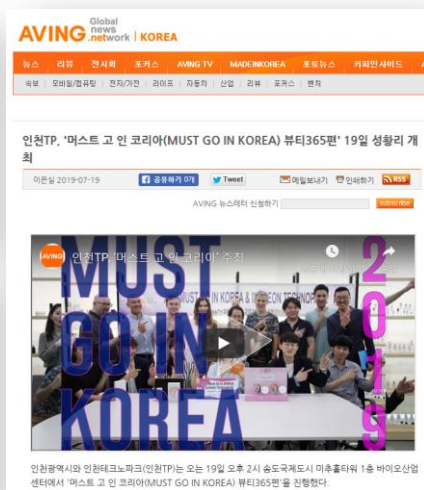 AVING Global news .network | KOREA
뉴스 리뷰 전시회 포커스 AVING TV MADEINKOREA 포토뉴스 커피인사이드
속보 | 모바일/컴퓨팅 | 전자/가전 | 라이프 | 자동차 | 산업 | 리뷰 | 포커스 | 벤처
인천TP, '머스트 고 인 코리아(MUST GO IN KOREA) 뷰티365편' 19일 성황리 개
최
이은실 2019-07-19 공유하기 0개 Tweet 메일보내기 인쇄하기 RSS
AVING 뉴스레터 신청하기 subscribe
AVING 인천TP, '머스트 고 인 코리아' 주최
MUST
GO IN
KOREA
2019
인천광역시와 인천테크노파크(인천TP)는 오는 19일 오후 2시 송도국제도시 미추홀타워 1층 바이오산업
센터에서 '머스트 고 인 코리아(MUST GO IN KOREA) 뷰티365편'을 진행했다.